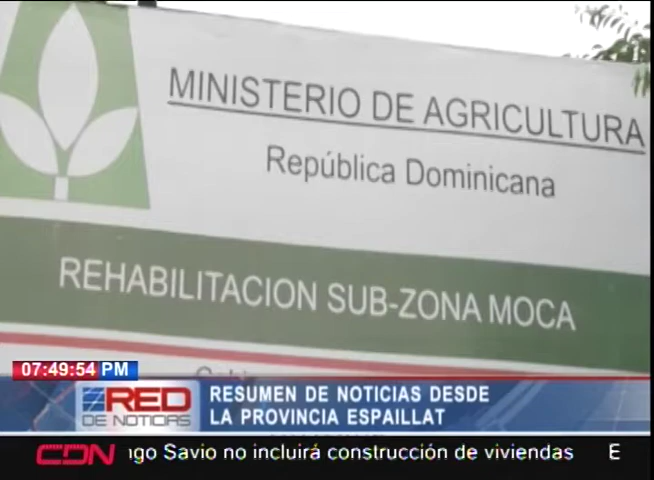 MINISTERIO DE AGRICULTURA
República Dominicana
REHABILITACION SUB-ZONA MOCA
07:49:54 PM
RED
DE NOTICIAS
RESUMEN DE NOTICIAS DESDE
LA PROVINCIA ESPAILLAT
CDN
Savio no incluirá construcción de viviendas E